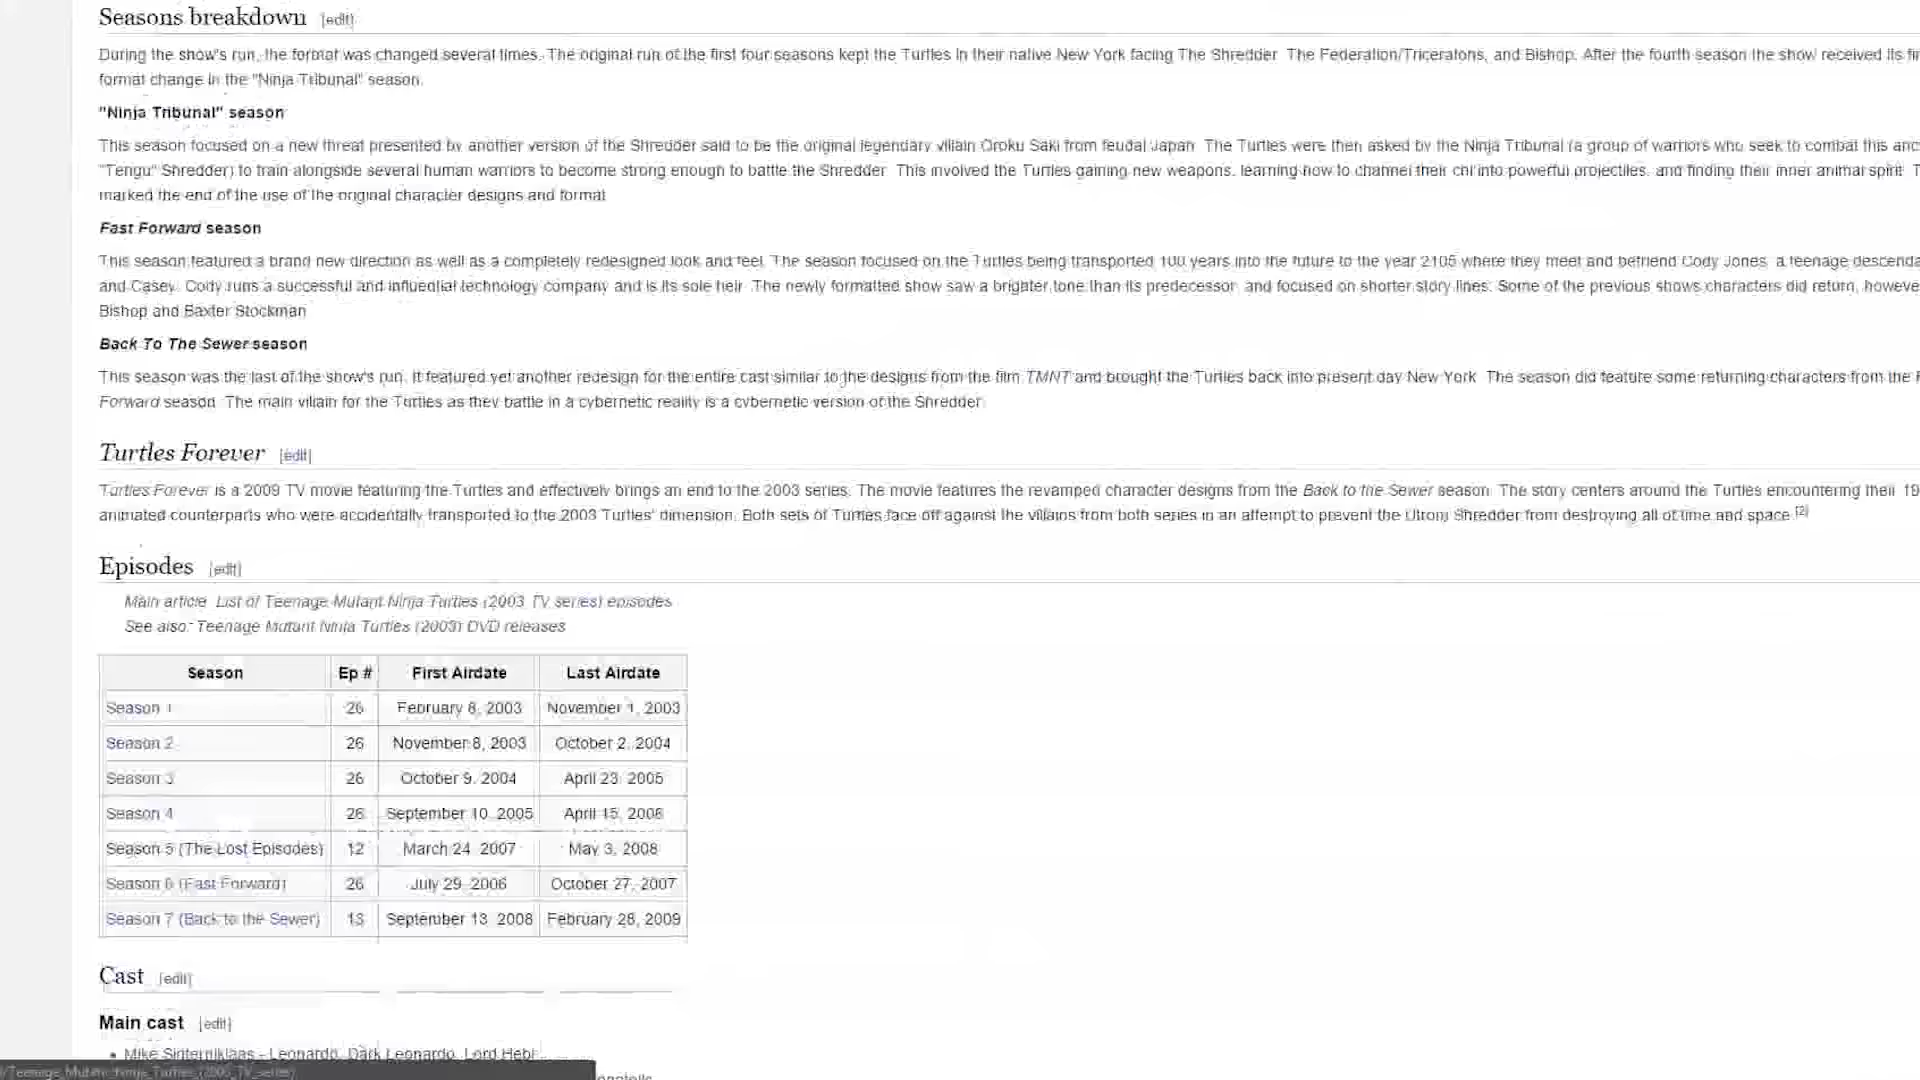 Seasons breakdown [edit]
During the show's run, the format was changed several times. The original run of the first four seasons kept the Turtles in their native New York facing The Shredder, The Federation/Triceratons, and Bishop. After the fourth season the show received its
format change in the "Ninja Tribunal" season.
"Ninja Tribunal" season
This season focused on a new threat presented by another version of the Shredder said to be the original legendary villain Oroku Saki from feudal Japan. The Turtles were then asked by the Ninja Tribunal (a group of warriors who seek to combat this
"Tengu" Shredder) to train alongside several human warriors to become strong enough to battle the Shredder. This involved the Turtles gaining new weapons, learning how to channel their chi into powerful projectiles, and finding their inner animal spirit.
marked the end of the use of the original character designs and format.
Fast Forward season
This season featured a brand new direction as well as a completely redesigned look and feel. The season focused on the Turtles being transported 100 years into the future to the year 2105 where they meet and befriend Cody Jones, a teenage
and Casey. Cody runs a successful and influential technology company and is its sole heir. The newly formatted show saw a brighter tone than its predecessor, and focused on shorter story lines. Some of the previous shows characters did return,
Bishop and Baxter Stockman
Back To The Sewer season
This season was the last of the show's run. It featured yet another redesign for the entire cast similar to the designs from the film TMNT and brought the Turtles back into present day New York. The season did feature some returning characters from the
Forward season. The main villain for the Turtles as they battle in a cybernetic reality is a cybernetic version of the Shredder.
Turtles Forever [edit]
Turtles Forever is a 2009 TV movie featuring the Turtles and effectively brings an end to the 2003 series. The movie features the revamped character designs from the Back to the Sewer season. The story centers around the Turtles encountering their 19
animated counterparts who were accidentally transported to the 2003 Turtles' dimension. Both sets of Turtles face off against the villains from both series in an attempt to prevent the Utrom Shredder from destroying all of time and space.[2]
Episodes [edit]
Main article: List of Teenage Mutant Ninja Turtles (2003 TV series) episodes
See also: Teenage Mutant Ninja Turtles (2003) DVD releases
Season Ep # First Airdate Last Airdate
Season 1 26 February 8, 2003 November 1, 2003
Season 2 26 November 8, 2003 October 2, 2004
Season 3 26 October 9, 2004 April 23, 2005
Season 4 26 September 10, 2005 April 15, 2006
Season 5 (The Lost Episodes) 12 March 24, 2007 May 3, 2008
Season 6 (Fast Forward) 26 July 29, 2006 October 27, 2007
Season 7 (Back to the Sewer) 13 September 13, 2008 February 28, 2009
Cast [edit]
Main cast [edit]
• Mike Sinterniklaas - Leonardo, Dark Leonardo, Lord Hebi